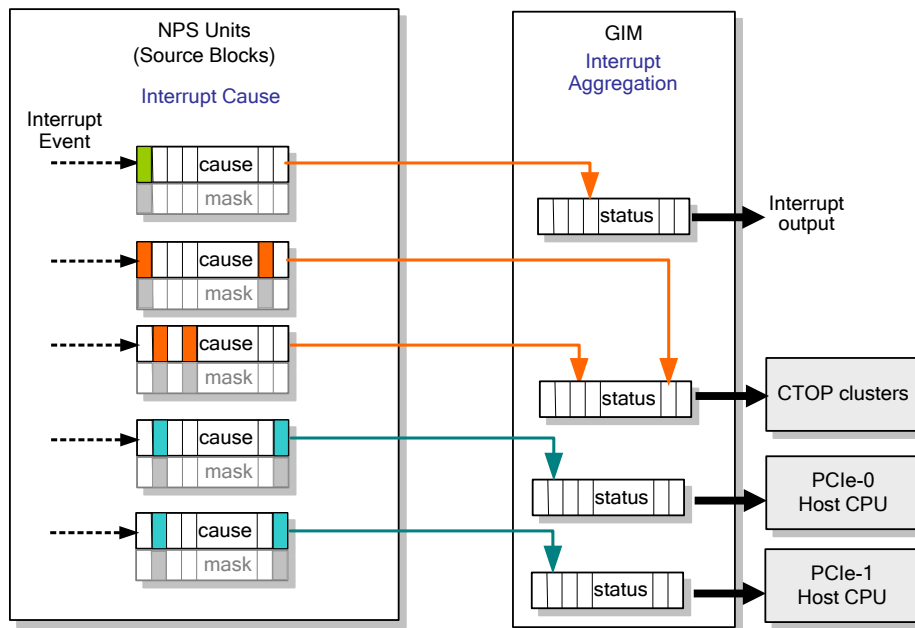 NPS Units
(Source Blocks)
Interrupt Cause
Interrupt
Event
cause
mask
cause
mask
cause
mask
cause
mask
cause
mask
GIM
Interrupt
Aggregation
status
status
status
status
Interrupt
output
CTOP clusters
PCIe-0
Host CPU
PCIe-1
Host CPU